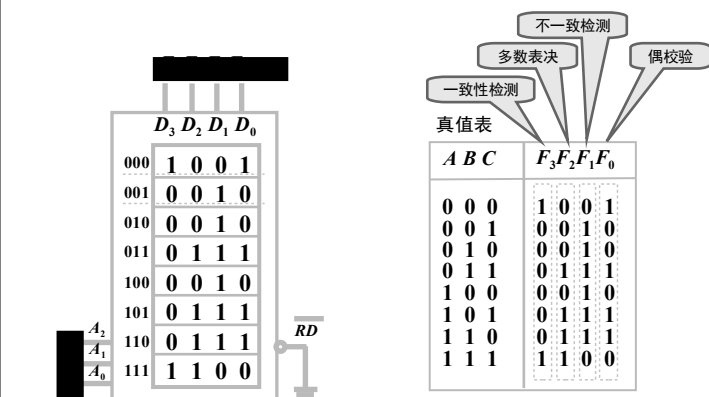 D₃ D₂ D₁ D₀
000 1 0 0 1
001 0 0 1 0
010 0 0 1 0
011 0 1 1 1
100 0 0 1 0
101 0 1 1 1
110 0 1 1 1
111 1 1 0 0
A₂
A₁
A₀
RD
不一致检测
多数表决
偶校验
一致性检测
真值表
A B C F₃F₂F₁F₀
0 0 0 1 0 0 1
0 0 1 0 0 1 0
0 1 0 0 0 1 0
0 1 1 0 1 1 1
1 0 0 0 0 1 0
1 0 1 0 1 1 1
1 1 0 0 1 1 1
1 1 1 1 1 0 0